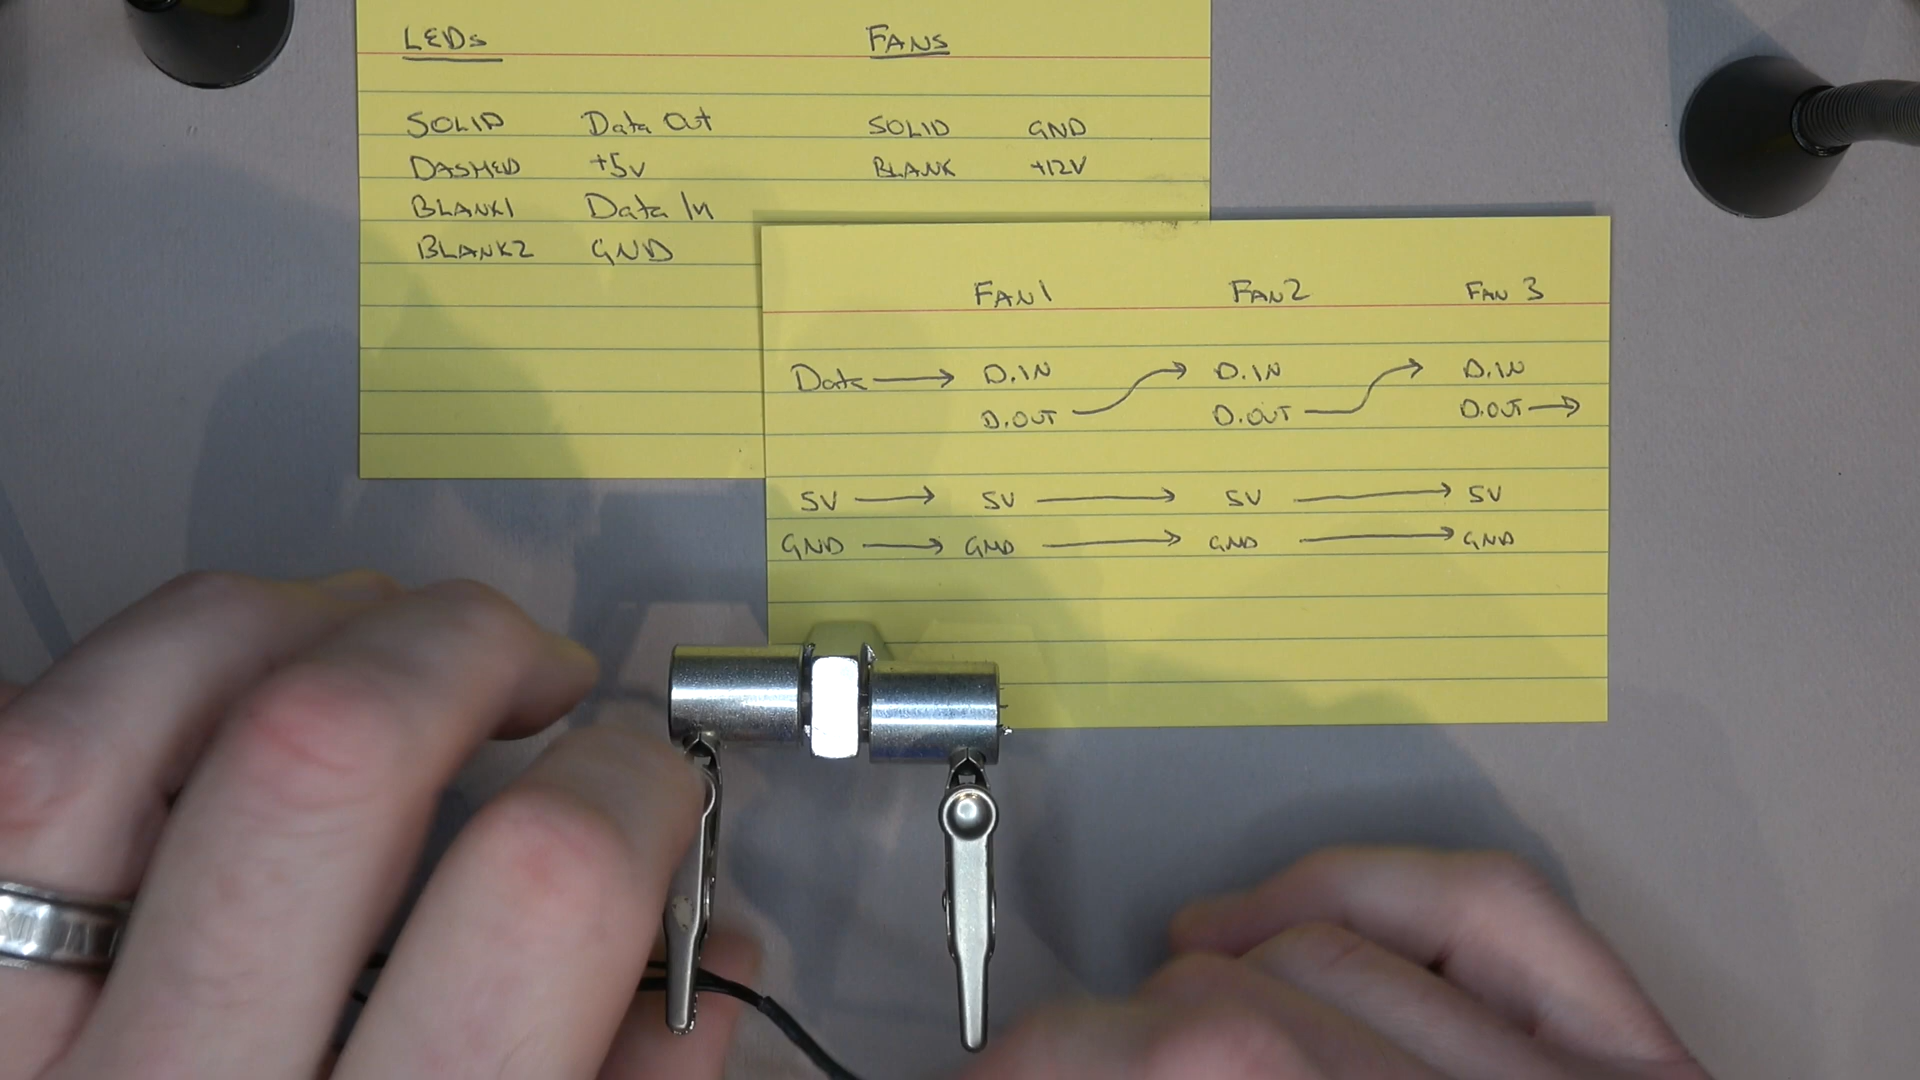 LEDs FANS
SOLID Data Out SOLID GND
DASHED +5v BLANK +12V
BLANK1 Data In
BLANK2 GND
FAN1 FAN2 FAN 3
Data → D.IN D.IN D.IN
D.OUT → D.OUT → D.OUT →
5V → 5V → 5V → 5V
GND → GND → GND → GND